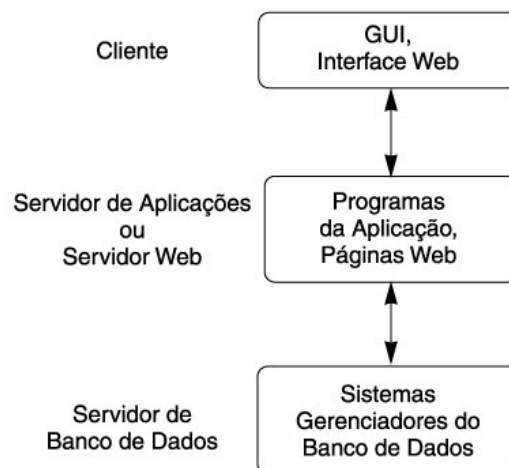 Cliente
GUI,
Interface Web
Servidor de Aplicações
ou
Servidor Web
Programas
da Aplicação,
Páginas Web
Servidor de
Banco de Dados
Sistemas
Gerenciadores do
Banco de Dados